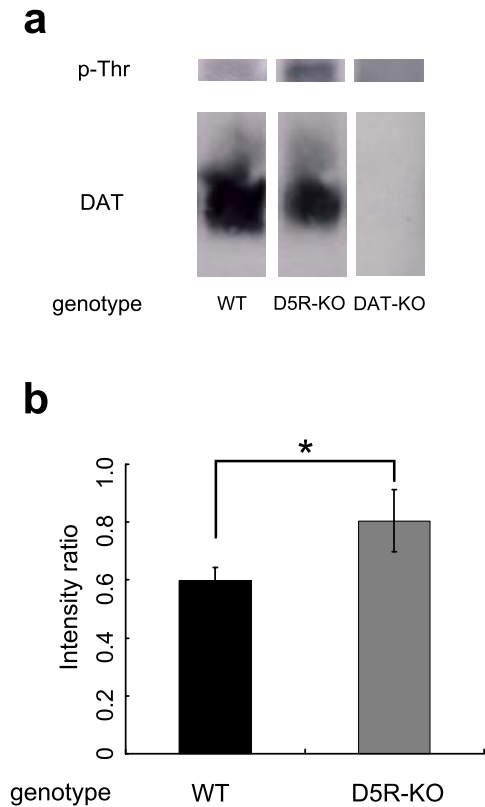 a
p-Thr
DAT
genotype WT D5R-KO DAT-KO
b
*
1.0
0.8
0.6
0.4
0.2
0
Intensity ratio
genotype WT D5R-KO